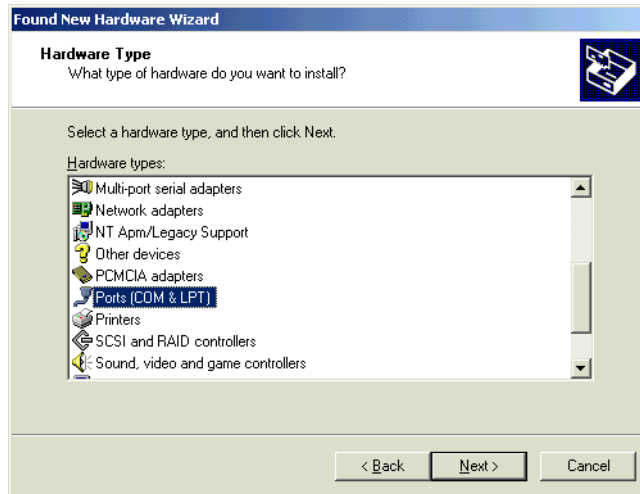 Found New Hardware Wizard
Hardware Type
What type of hardware do you want to install?
Select a hardware type, and then click Next.
Hardware types:
Multi-port serial adapters
Network adapters
NT Apm/Legacy Support
Other devices
PCMCIA adapters
Ports (COM & LPT)
Printers
SCSI and RAID controllers
Sound, video and game controllers
< Back Next > Cancel